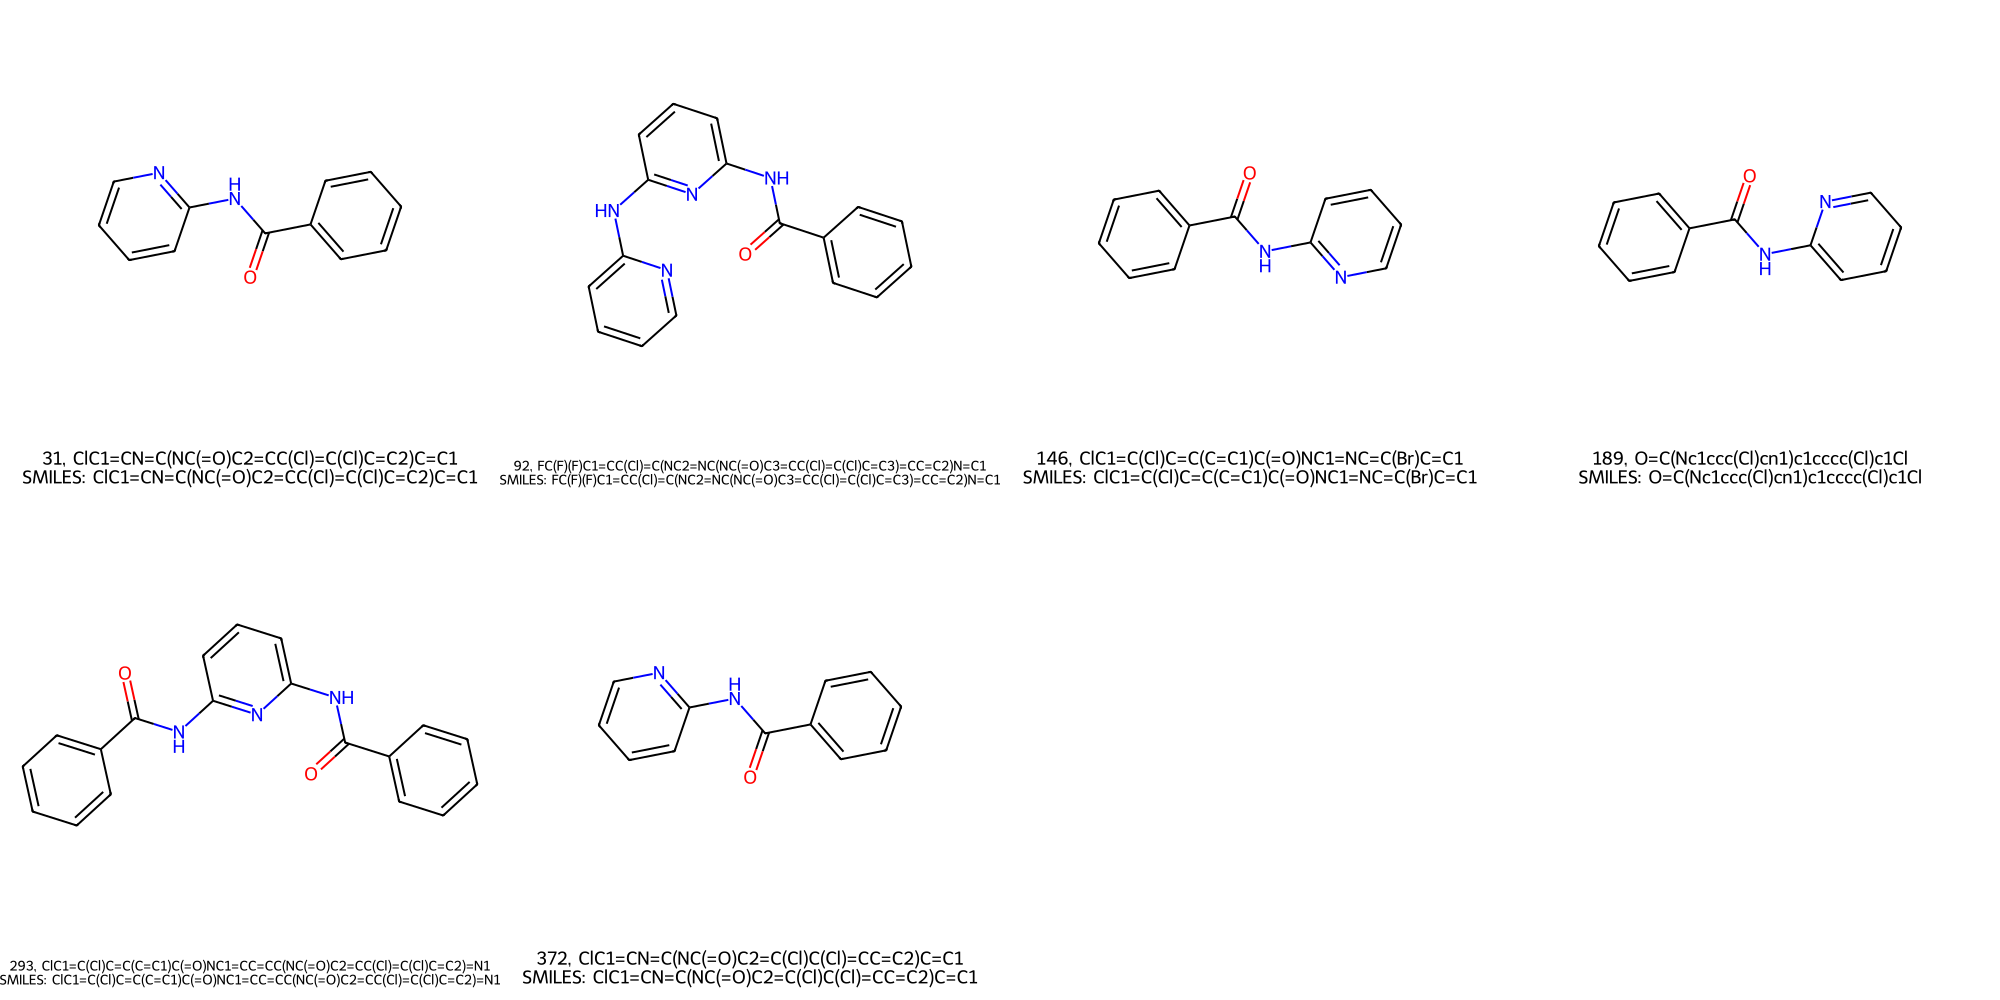 N
H
N
O
N
NH
HN
O
N
O
N
H
N
O
N
N
H
31, ClC1=CN=C(NC(=O)C2=CC(Cl)=C(Cl)C=C2)C=C1
SMILES: ClC1=CN=C(NC(=O)C2=CC(Cl)=C(Cl)C=C2)C=C1
92, FC(F)(F)C1=CC(Cl)=C(NC2=NC(NC(=O)C3=CC(Cl)=C(Cl)C=C3)=CC=C2)N=C1
SMILES: FC(F)(F)C1=CC(Cl)=C(NC2=NC(NC(=O)C3=CC(Cl)=C(Cl)C=C3)=CC=C2)N=C1
146, ClC1=C(Cl)C=C(C=C1)C(=O)NC1=NC=C(Br)C=C1
SMILES: ClC1=C(Cl)C=C(C=C1)C(=O)NC1=NC=C(Br)C=C1
189, O=C(Nc1ccc(Cl)cn1)c1cccc(Cl)c1Cl
SMILES: O=C(Nc1ccc(Cl)cn1)c1cccc(Cl)c1Cl
O
N
H
N
NH
O
N
H
N
O
293, ClC1=C(Cl)C=C(C=C1)C(=O)NC1=CC=CC(NC(=O)C2=CC(Cl)=C(Cl)C=C2)=N1
SMILES: ClC1=C(Cl)C=C(C=C1)C(=O)NC1=CC=CC(NC(=O)C2=CC(Cl)=C(Cl)C=C2)=N1
372, ClC1=CN=C(NC(=O)C2=C(Cl)C(Cl)=CC=C2)C=C1
SMILES: ClC1=CN=C(NC(=O)C2=C(Cl)C(Cl)=CC=C2)C=C1